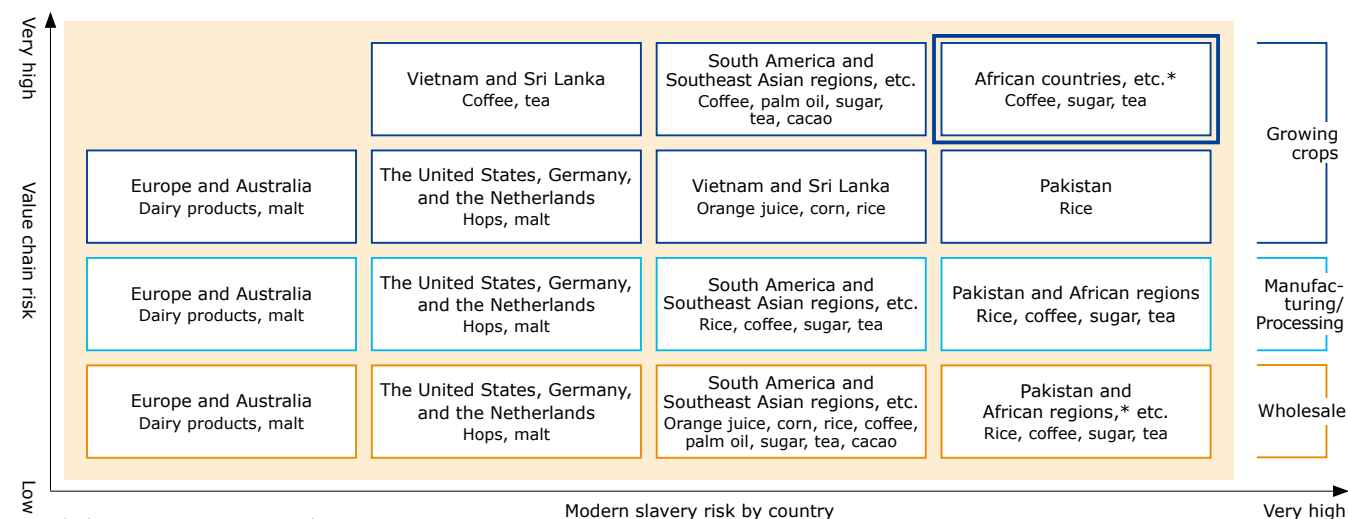 Very high
Value chain risk
Low
Vietnam and Sri Lanka
Coffee, tea
South America and
Southeast Asian regions, etc.
Coffee, palm oil, sugar,
tea, cacao
African countries, etc.*
Coffee, sugar, tea
Growing
crops
Europe and Australia
Dairy products, malt
The United States, Germany,
and the Netherlands
Hops, malt
Vietnam and Sri Lanka
Orange juice, corn, rice
Pakistan
Rice
Europe and Australia
Dairy products, malt
The United States, Germany,
and the Netherlands
Hops, malt
South America and
Southeast Asian regions, etc.
Rice, coffee, sugar, tea
Pakistan and African regions
Rice, coffee, sugar, tea
Manufac-
turing/
Processing
Europe and Australia
Dairy products, malt
The United States, Germany,
and the Netherlands
Hops, malt
South America and
Southeast Asian regions, etc.
Orange juice, corn, rice, coffee,
palm oil, sugar, tea, cacao
Pakistan and
African regions,* etc.
Rice, coffee, sugar, tea
Wholesale
Modern slavery risk by country
Very high